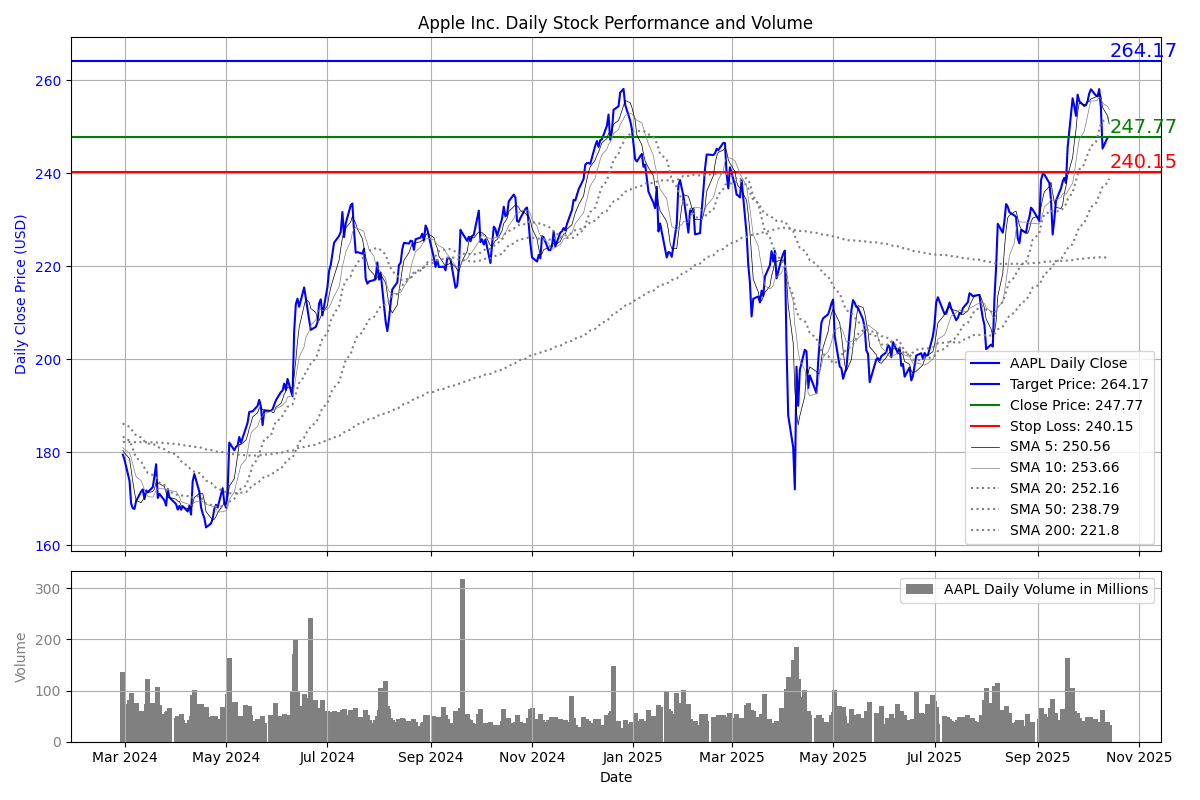 Apple Inc. Daily Stock Performance and Volume
264.17
247.77
240.15
Daily Close Price (USD)
260
240
220
200
180
160
AAPL Daily Close
Target Price: 264.17
Close Price: 247.77
Stop Loss: 240.15
SMA 5: 250.56
SMA 10: 253.66
SMA 20: 252.16
SMA 50: 238.79
SMA 200: 221.8
AAPL Daily Volume in Millions
Volume
300
200
100
0
Mar 2024 May 2024 Jul 2024 Sep 2024 Nov 2024 Jan 2025 Mar 2025 May 2025 Jul 2025 Sep 2025 Nov 2025
Date